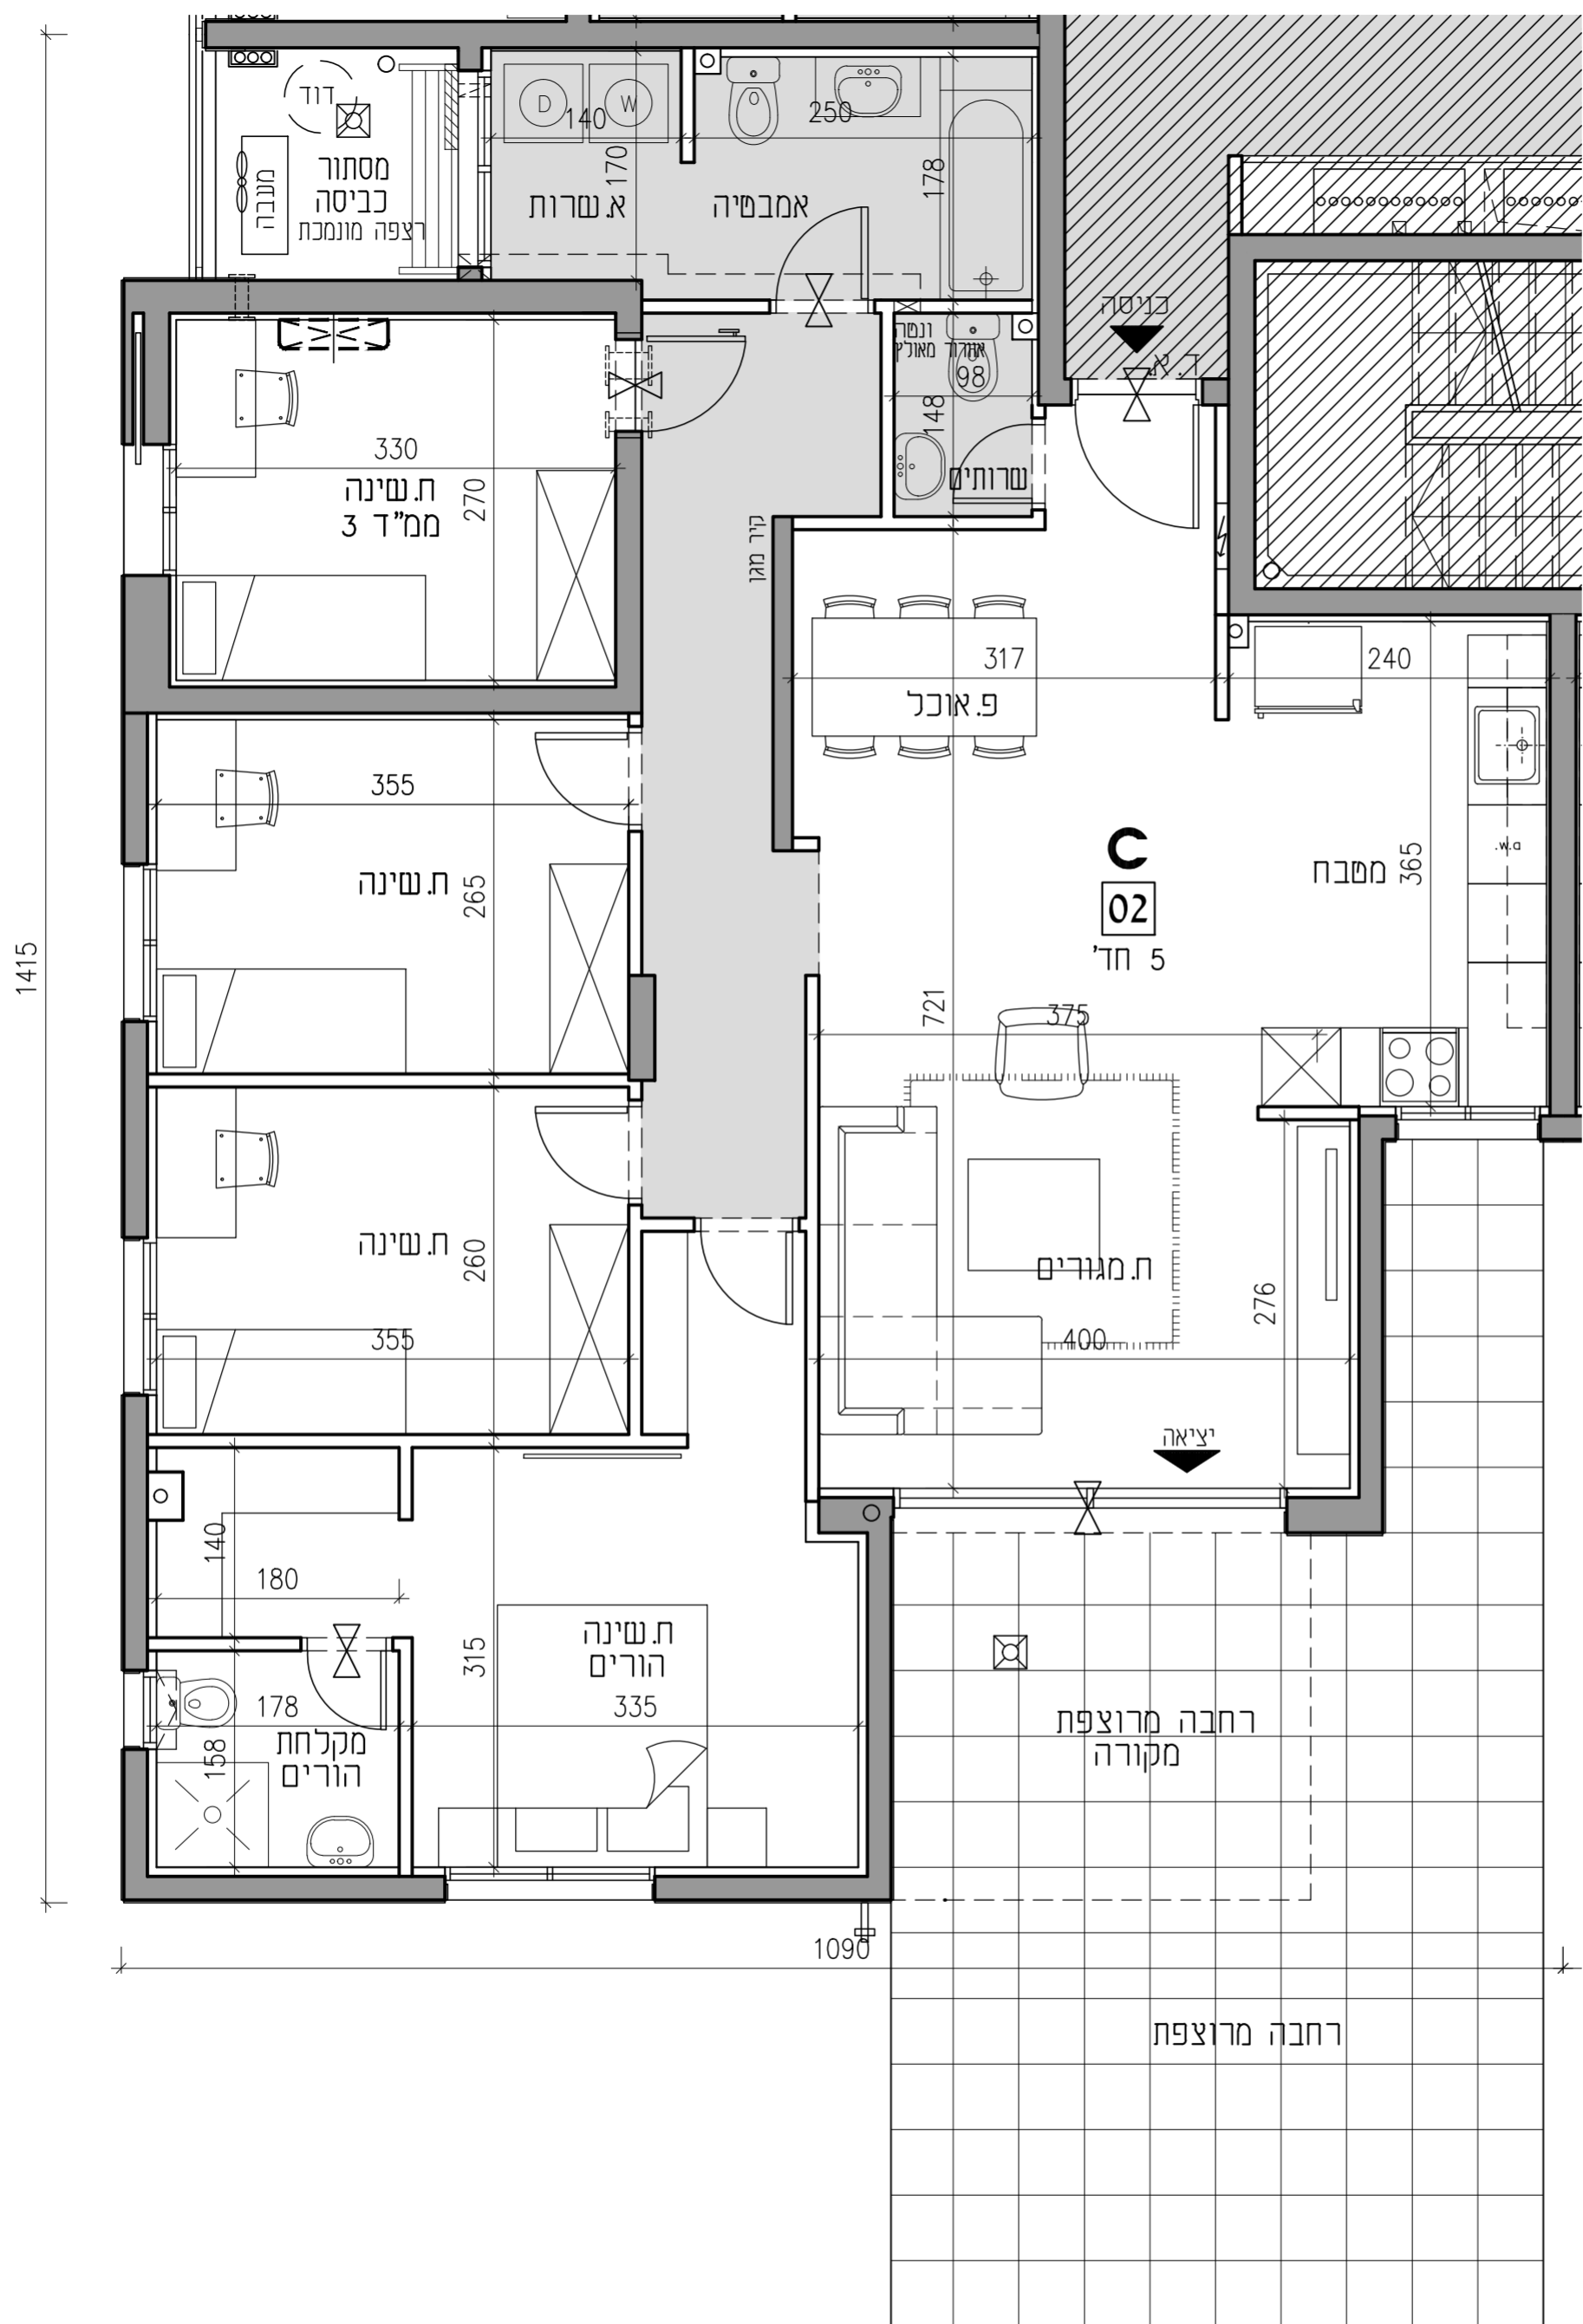 דוד
מסתור
כביסה
רצפה מונמכת
מנבה
D
W
140
170
א. שרות
250
178
אמבטיה
כניסה
ד.א.
ונטה
אוורור מאולץ
98
148
שרותים
330
ח. שינה
ממ"ד 3
270
קיר מגן
317
פ. אוכל
240
355
ח. שינה
265
C
02
5 חד'
מטבח
365
D.W.
1415
721
375
ח. שינה
260
355
ח. מגורים
276
400
יציאה
140
180
ח. שינה
הורים
315
335
178
158
מקלחת
הורים
רחבה מרוצפת
מקורה
1090
רחבה מרוצפת